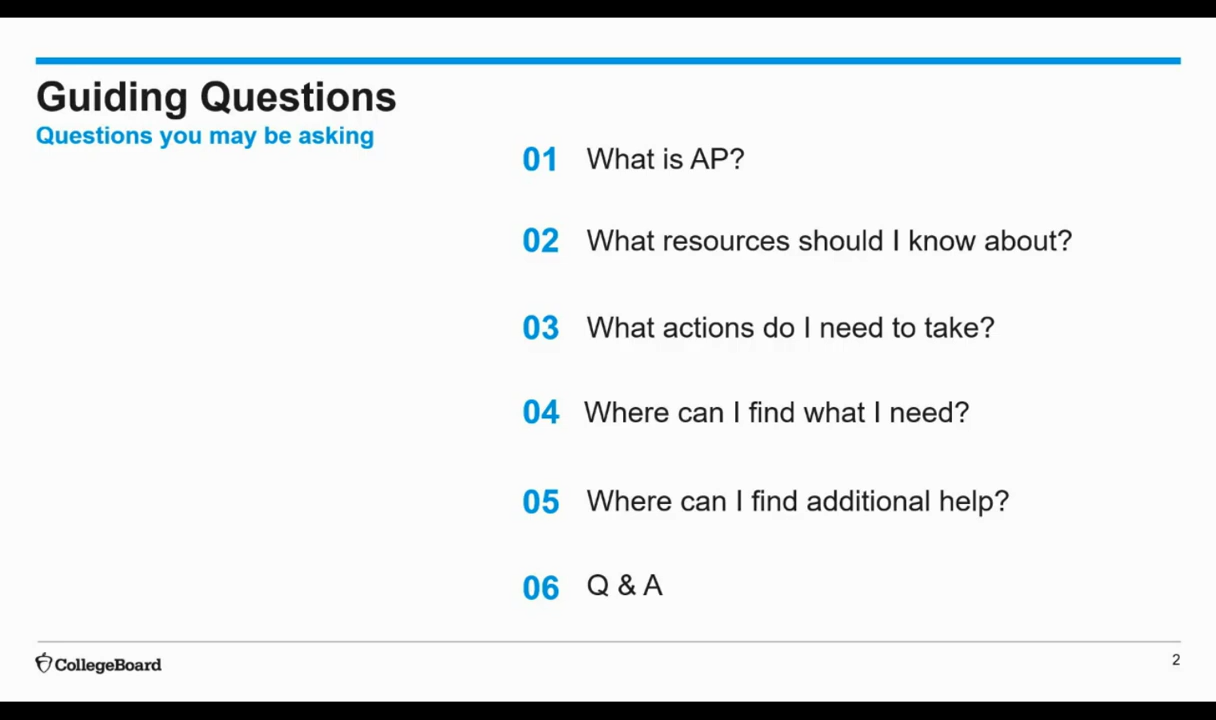 Guiding Questions
Questions you may be asking
01 What is AP?
02 What resources should I know about?
03 What actions do I need to take?
04 Where can I find what I need?
05 Where can I find additional help?
06 Q & A
CollegeBoard
2